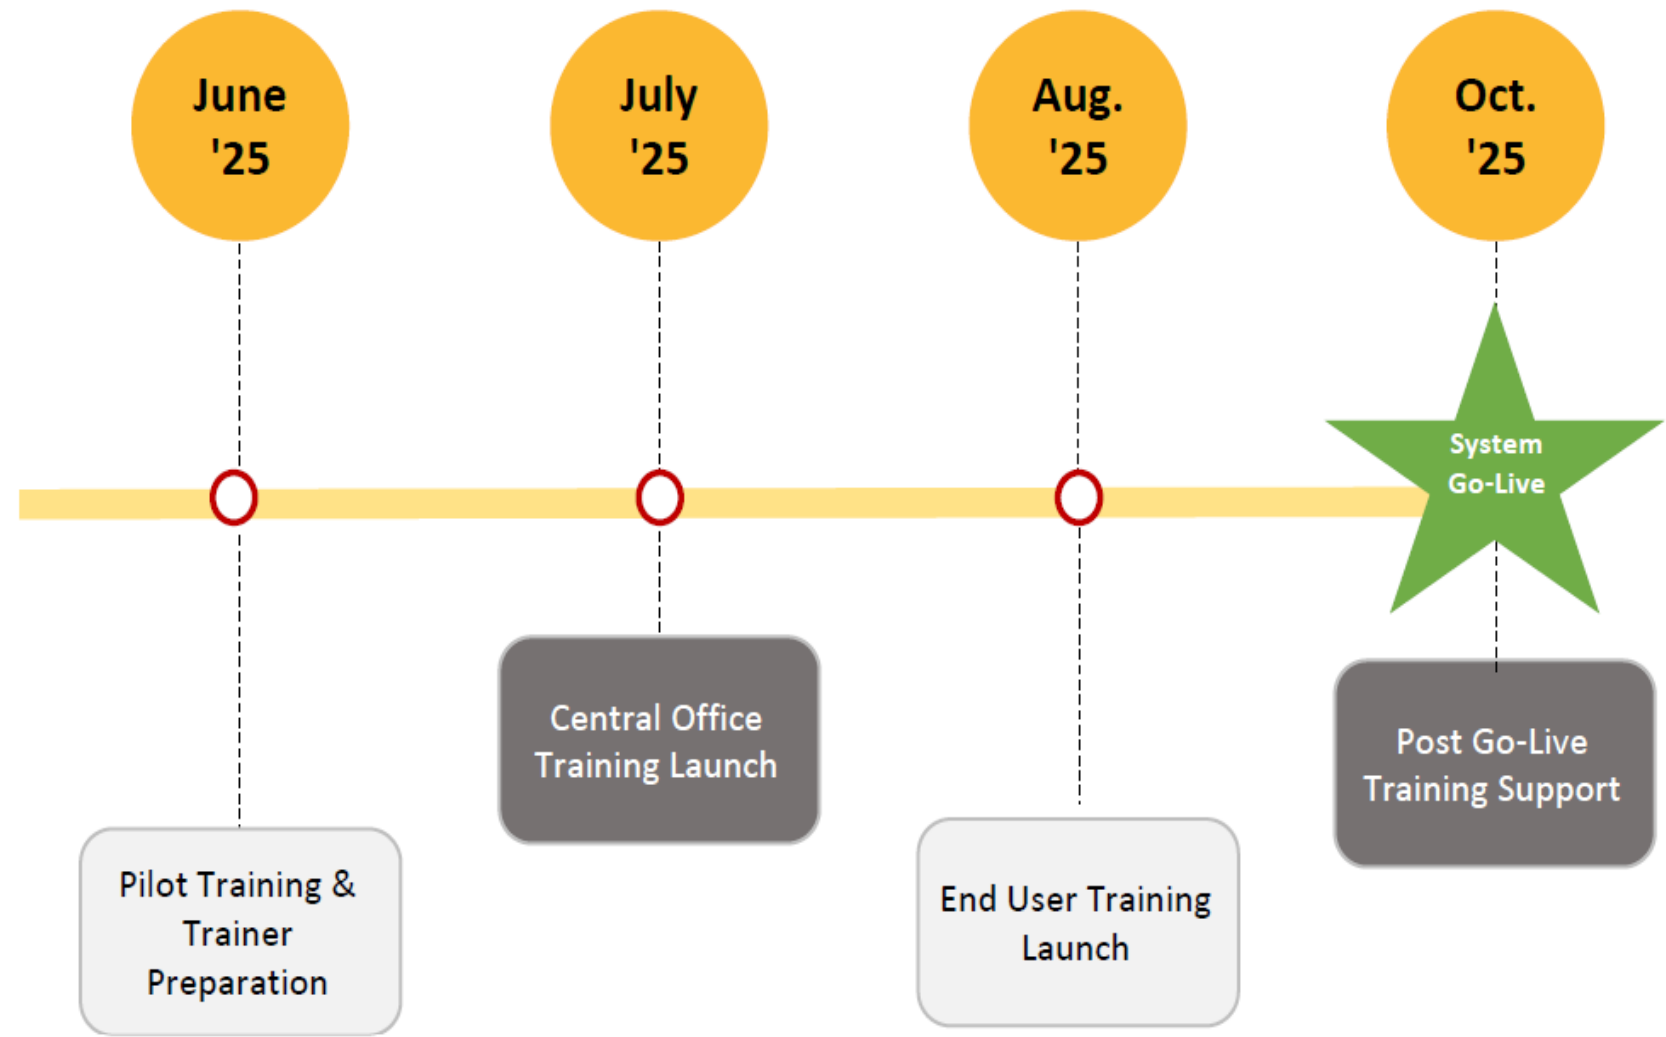 June
'25
July
'25
Aug.
'25
Oct.
'25
System
Go-Live
Central Office
Training Launch
Post Go-Live
Training Support
Pilot Training &
Trainer
Preparation
End User Training
Launch